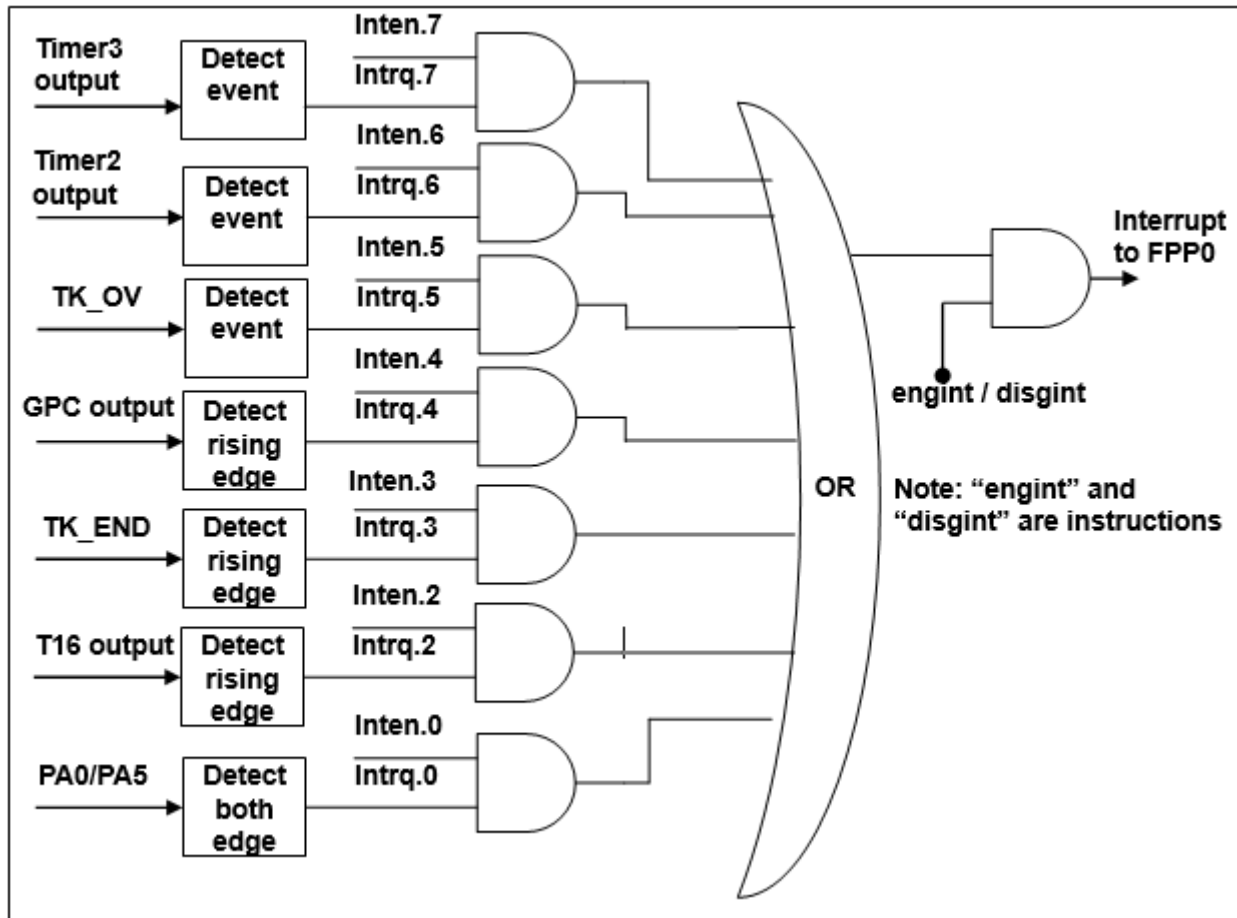 Timer3
output
Detect
event
Inten.7
Intrq.7
Timer2
output
Detect
event
Inten.6
Intrq.6
TK_OV
Detect
event
Inten.5
Intrq.5
GPC output
Detect
rising
edge
Inten.4
Intrq.4
TK_END
Detect
rising
edge
Inten.3
Intrq.3
T16 output
Detect
rising
edge
Inten.2
Intrq.2
PA0/PA5
Detect
both
edge
Inten.0
Intrq.0
OR
Interrupt
to FPP0
engint / disgint
Note: “engint” and
“disgint” are instructions